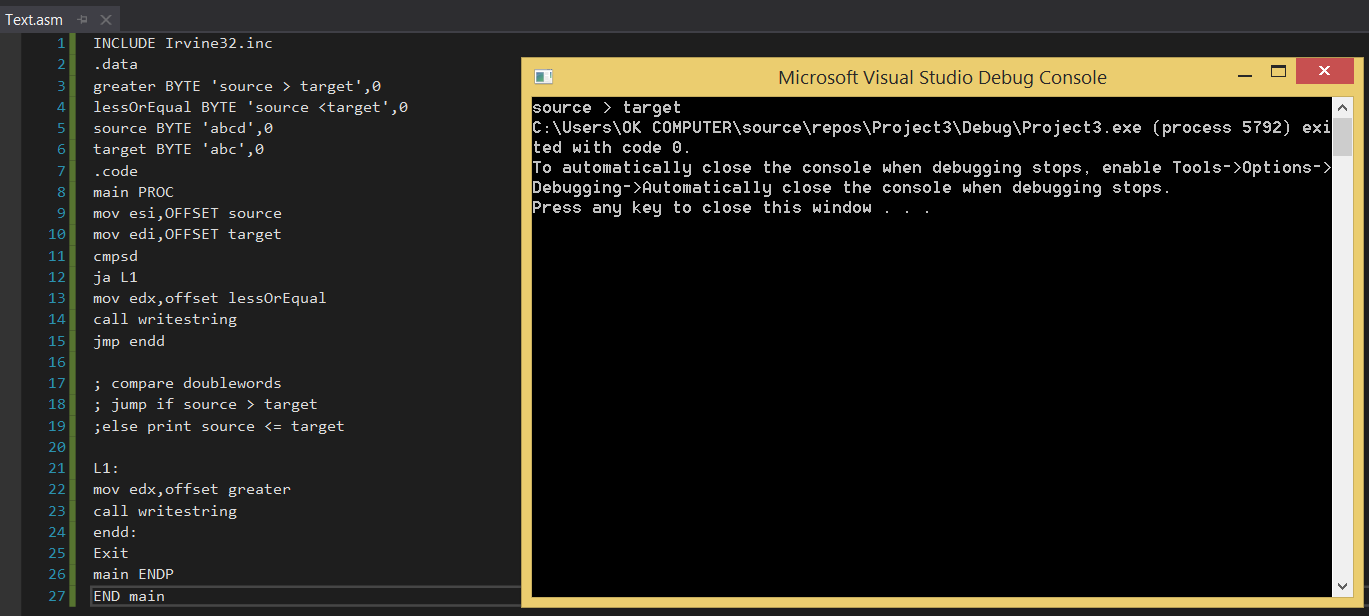 Text.asm
1 INCLUDE Irvine32.inc
2 .data
3 greater BYTE 'source > target',0
4 lessOrEqual BYTE 'source <target',0
5 source BYTE 'abcd',0
6 target BYTE 'abc',0
7 .code
8 main PROC
9 mov esi,OFFSET source
10 mov edi,OFFSET target
11 cmpsd
12 ja L1
13 mov edx,offset lessOrEqual
14 call writestring
15 jmp endd
16
17 ; compare doublewords
18 ; jump if source > target
19 ;else print source <= target
20
21 L1:
22 mov edx,offset greater
23 call writestring
24 endd:
25 Exit
26 main ENDP
27 END main
Microsoft Visual Studio Debug Console
source > target
C:\Users\OK COMPUTER\source\repos\Project3\Debug\Project3.exe (process 5792) exi
ted with code 0.
To automatically close the console when debugging stops, enable Tools->Options->
Debugging->Automatically close the console when debugging stops.
Press any key to close this window . . .